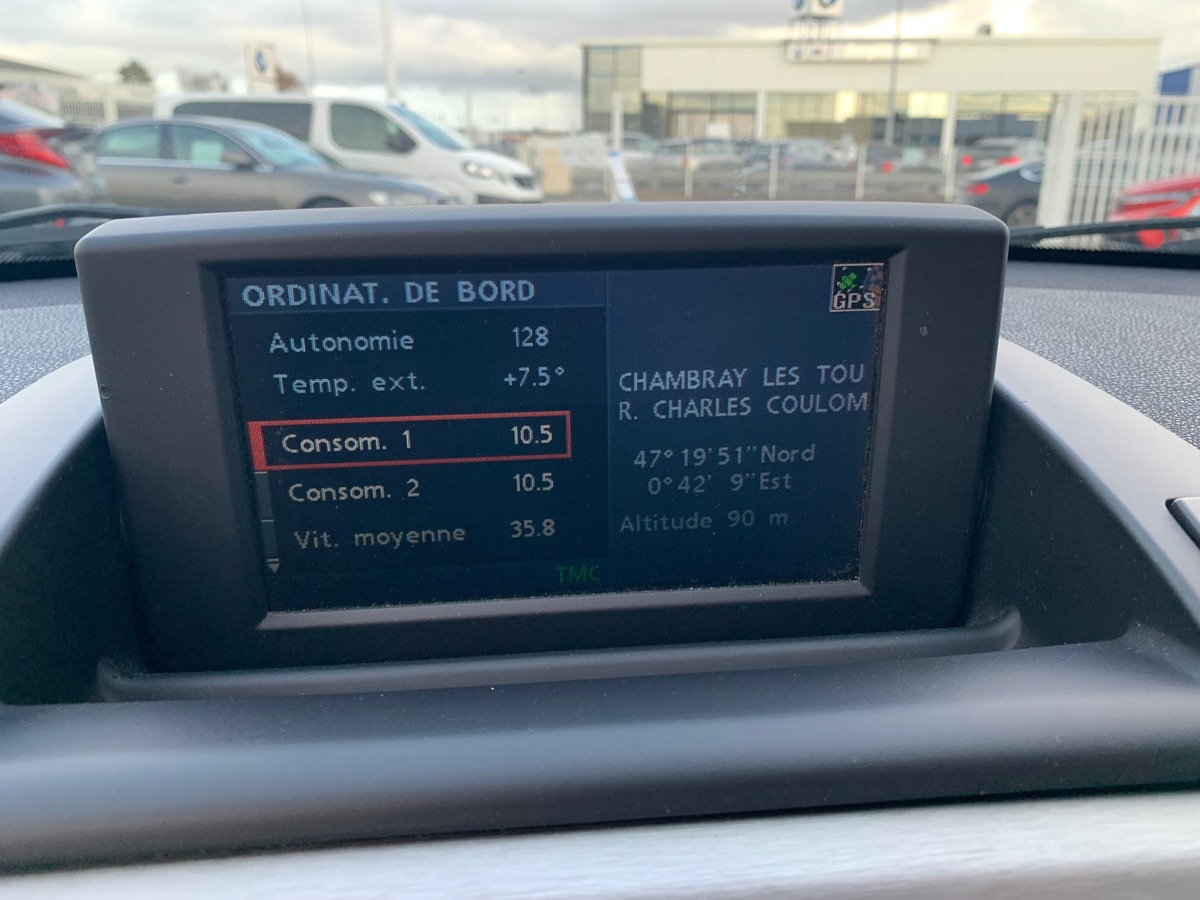 ORDINAT. DE BORD
Autonomie 128
Temp. ext. +7.5°
Consom. 1 10.5
Consom. 2 10.5
Vit. moyenne 35.8
TMC
GPS
CHAMBRAY LES TOU
R. CHARLES COULOM
47° 19'51" Nord
0° 42' 9" Est
Altitude 90 m